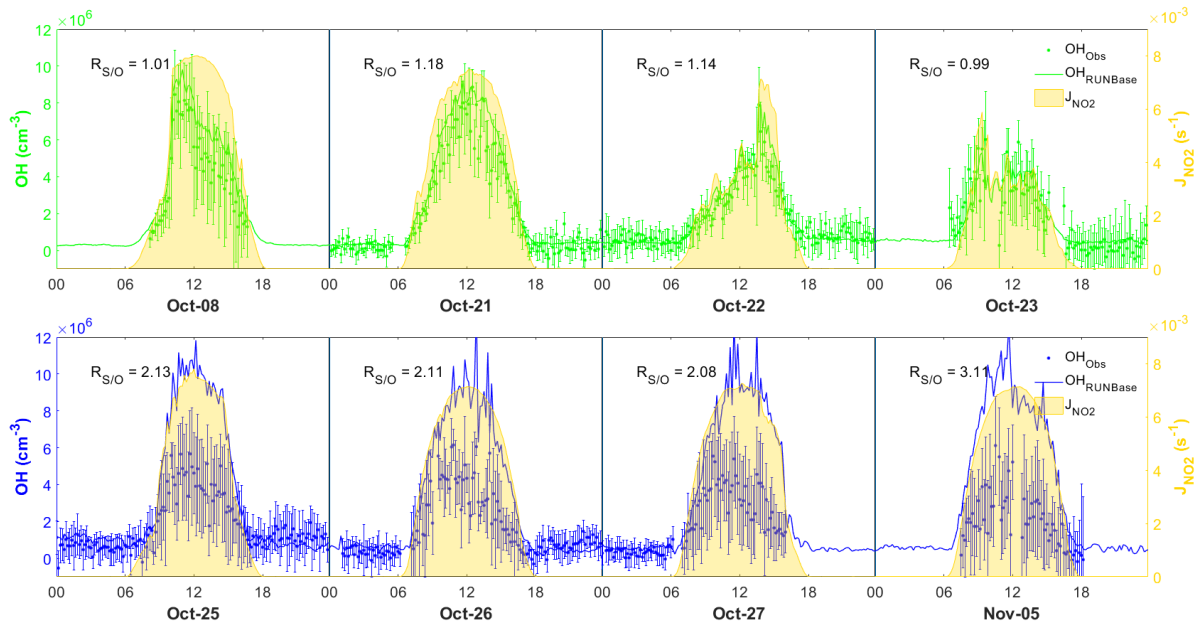 ×10⁶
×10⁻³
12
10
8
6
4
2
0
OH (cm⁻³)
R_S/O = 1.01
R_S/O = 1.18
R_S/O = 1.14
R_S/O = 0.99
OH_Obs
OH_RUNBase
J_NO2
8
6
4
2
0
J_NO2 (s⁻¹)
00 06 12 18 00 06 12 18 00 06 12 18 00 06 12 18
Oct-08 Oct-21 Oct-22 Oct-23
×10⁶
×10⁻³
12
10
8
6
4
2
0
OH (cm⁻³)
R_S/O = 2.13
R_S/O = 2.11
R_S/O = 2.08
R_S/O = 3.11
OH_Obs
OH_RUNBase
J_NO2
8
6
4
2
0
J_NO2 (s⁻¹)
00 06 12 18 00 06 12 18 00 06 12 18 00 06 12 18
Oct-25 Oct-26 Oct-27 Nov-05